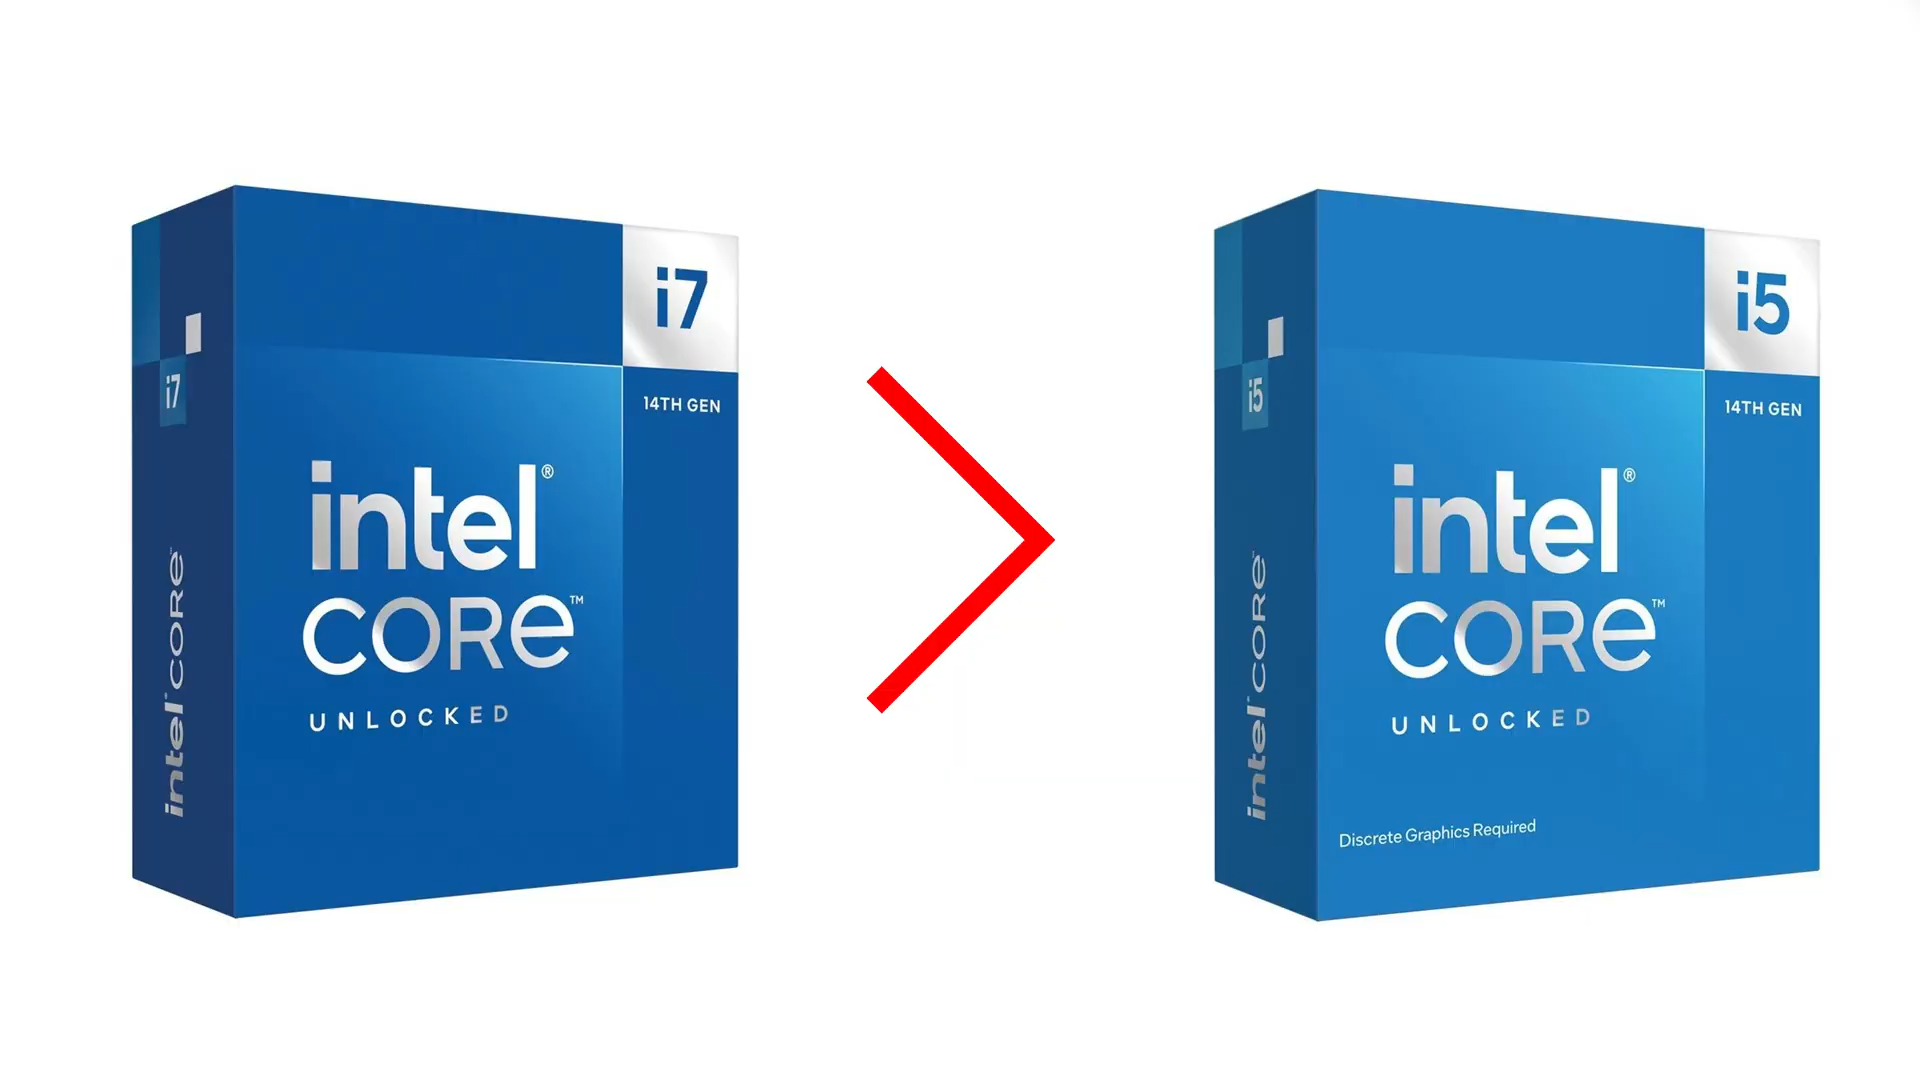 i7
14TH GEN
i7
intel®
CORE™
UNLOCKED
intel CORE
>
i5
14TH GEN
i5
intel®
CORE™
UNLOCKED
Discrete Graphics Required
intel CORE